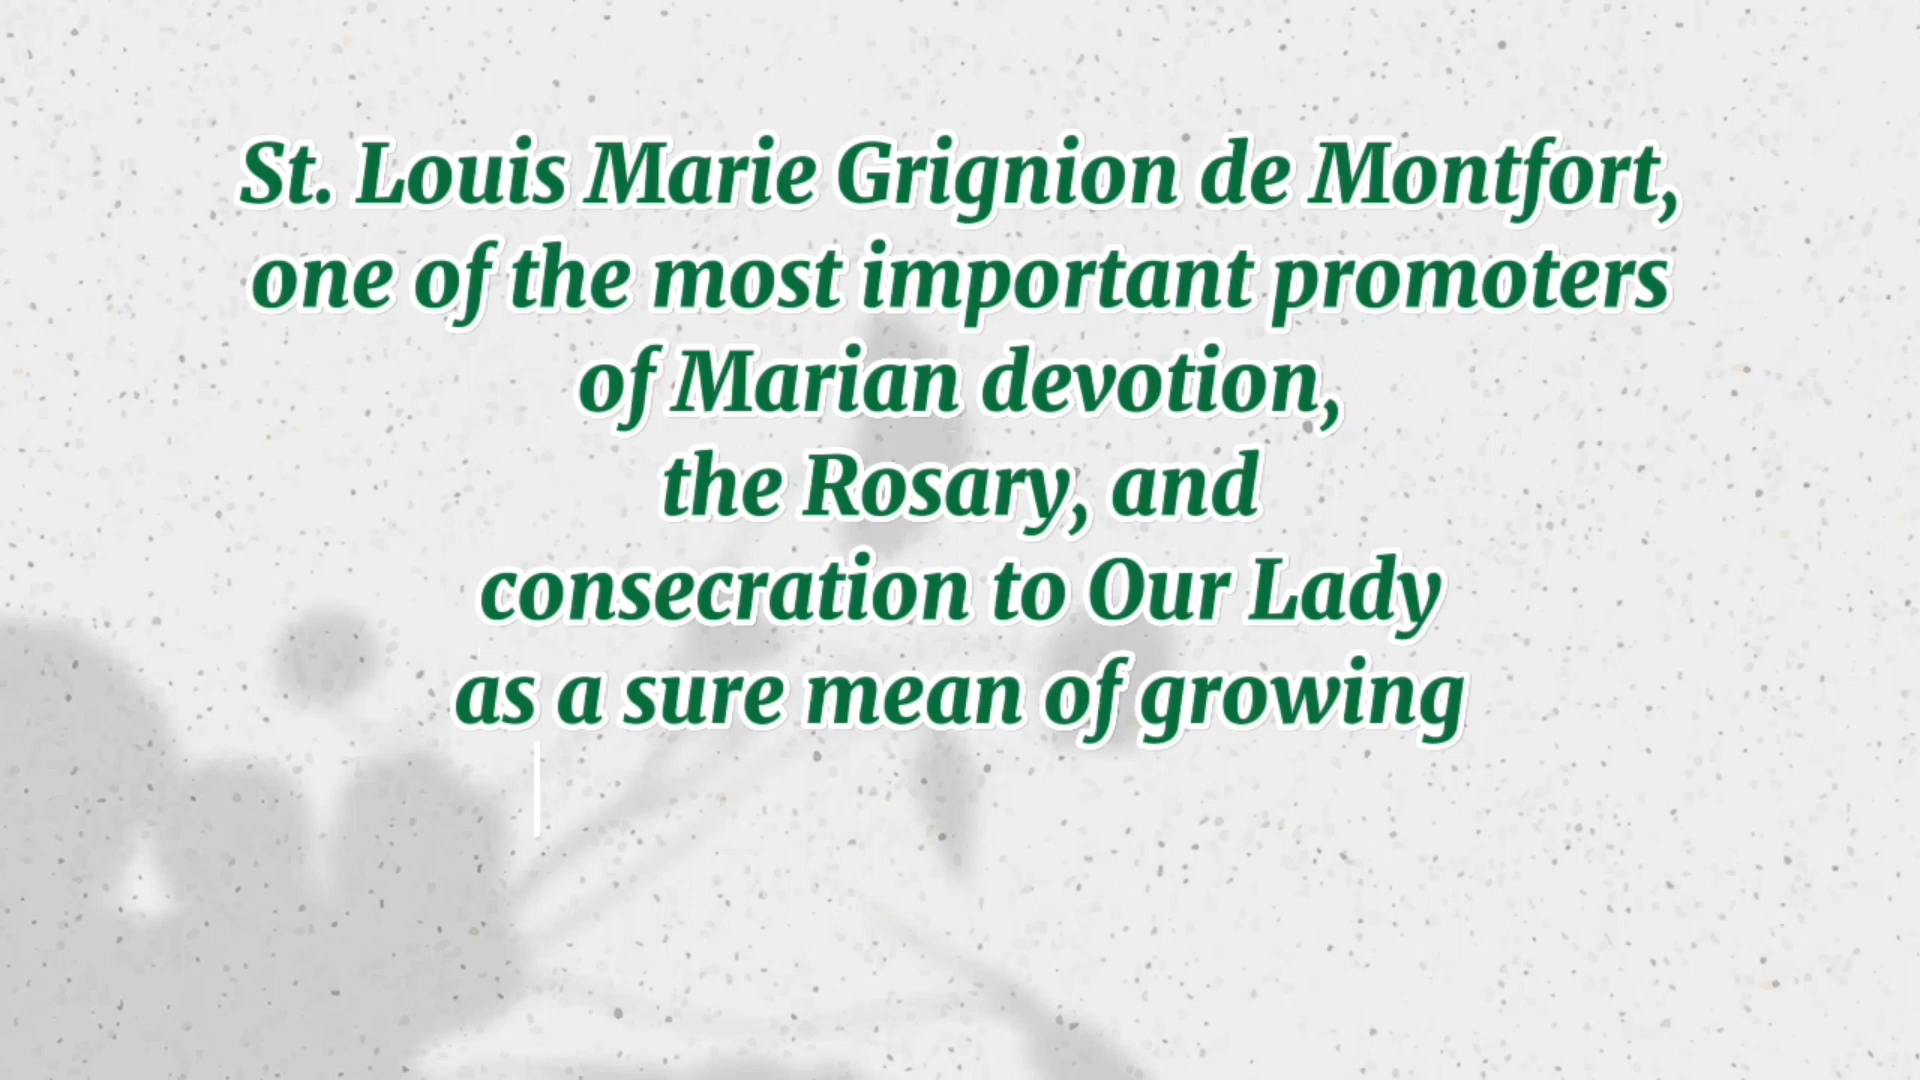 St. Louis Marie Grignion de Montfort,
one of the most important promoters
of Marian devotion,
the Rosary, and
consecration to Our Lady
as a sure mean of growing